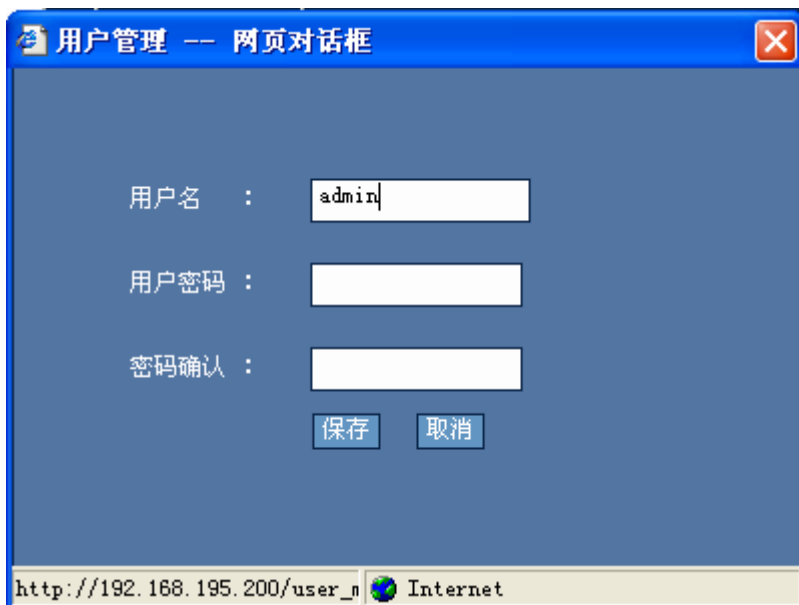 用户管理 -- 网页对话框
用户名 : admin
用户密码 :
密码确认 :
保存 取消
http://192.168.195.200/user_m Internet